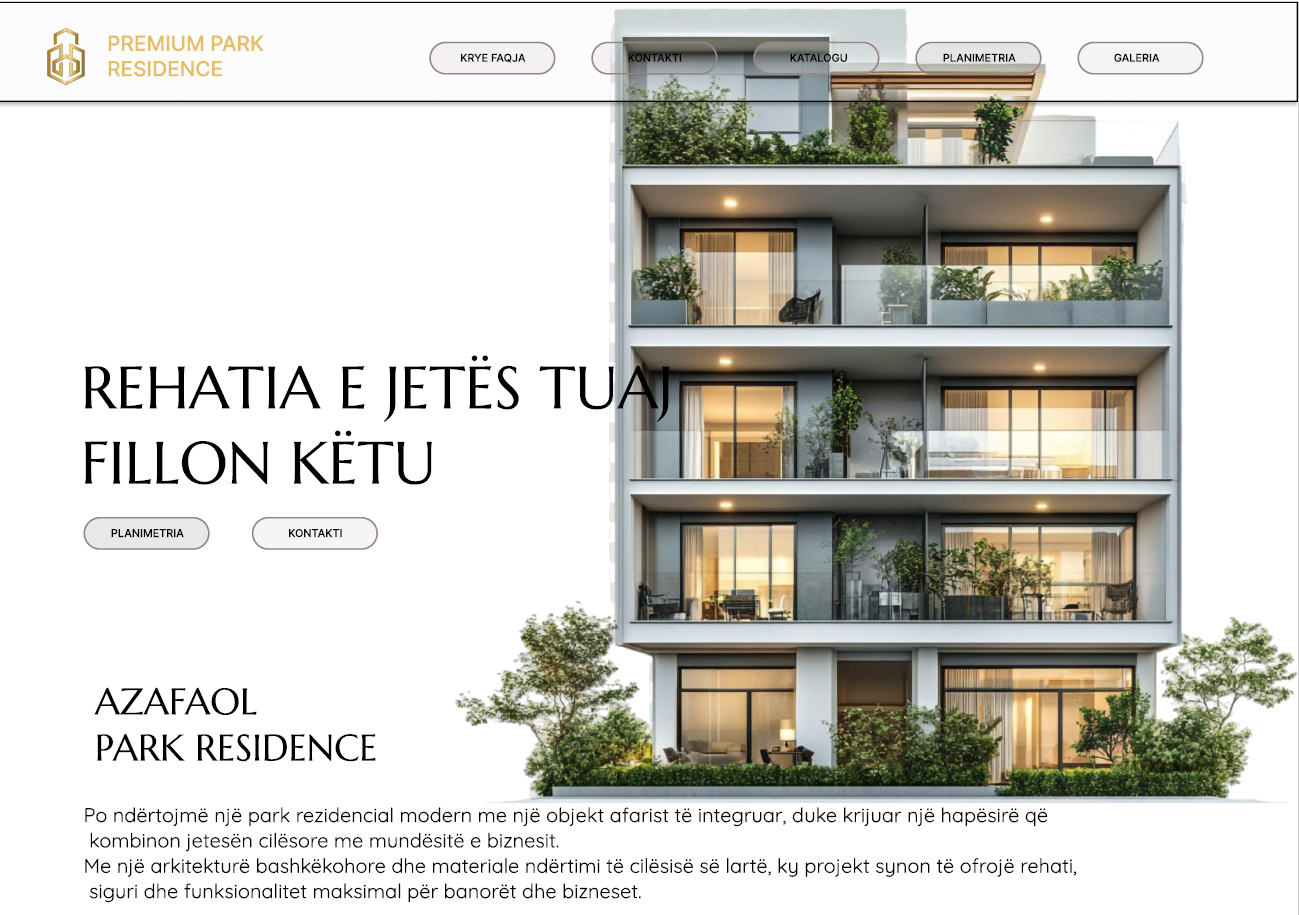 PREMIUM PARK
RESIDENCE
KRYE FAQJA
KONTAKTI
KATALOGU
PLANIMETRIA
GALERIA
REHATIA E JETËS TUAJ
FILLON KËTU
PLANIMETRIA
KONTAKTI
AZAFAOL
PARK RESIDENCE
Po ndërtojmë një park rezidencial modern me një objekt afarist të integruar, duke krijuar një hapësirë që
kombinon jetesën cilësore me mundësitë e biznesit.
Me një arkitekturë bashkëkohore dhe materiale ndërtimi të cilësisë së lartë, ky projekt synon të ofrojë rehati,
siguri dhe funksionalitet maksimal për banorët dhe bizneset.